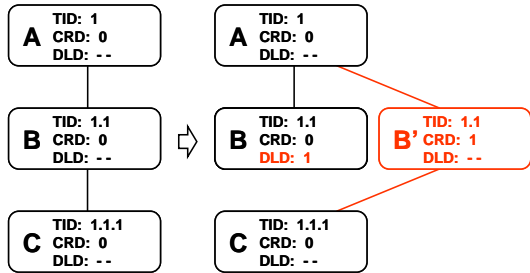 A
TID: 1
CRD: 0
DLD: --
B
TID: 1.1
CRD: 0
DLD: --
C
TID: 1.1.1
CRD: 0
DLD: --
A
TID: 1
CRD: 0
DLD: --
B
TID: 1.1
CRD: 0
DLD: 1
B'
TID: 1.1
CRD: 1
DLD: --
C
TID: 1.1.1
CRD: 0
DLD: --